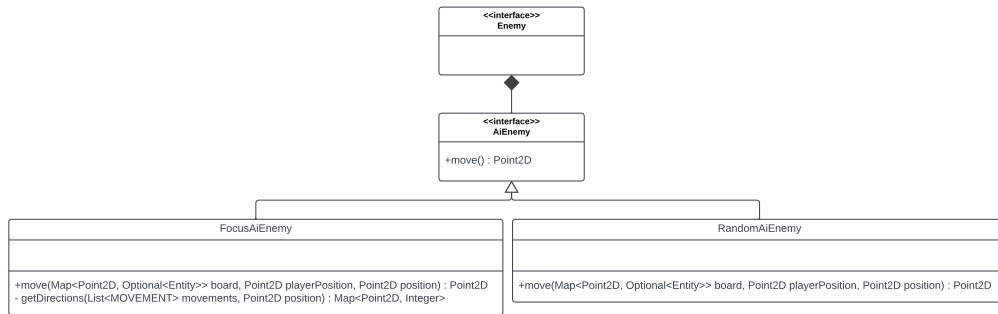 <<interface>>
Enemy
<<interface>>
AiEnemy
+move() : Point2D
FocusAiEnemy
+move(Map<Point2D, Optional<Entity>> board, Point2D playerPosition, Point2D position) : Point2D
- getDirections(List<MOVEMENT> movements, Point2D position) : Map<Point2D, Integer>
RandomAiEnemy
+move(Map<Point2D, Optional<Entity>> board, Point2D playerPosition, Point2D position) : Point2D